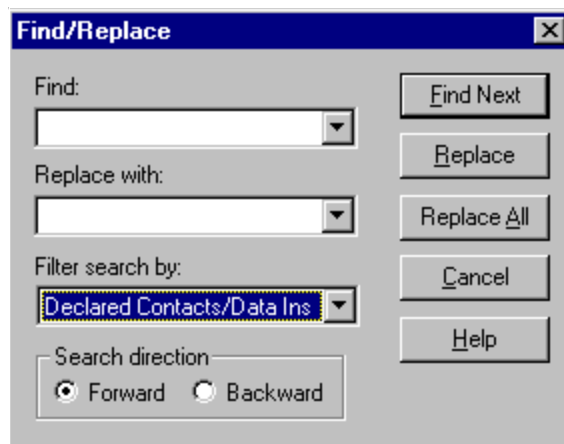 Find/Replace
Find:
Find Next
Replace
Replace with:
Replace All
Filter search by:
Declared Contacts/Data Ins
Cancel
Help
Search direction
Forward Backward